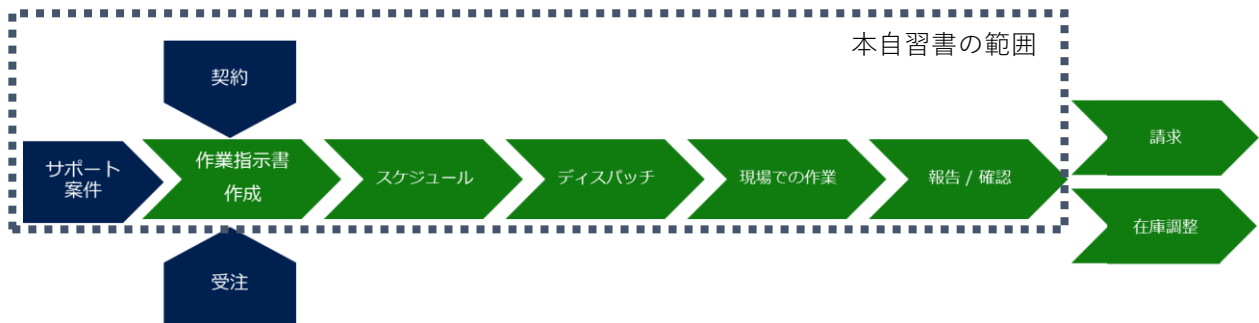 本自習書の範囲
契約
サポート
案件
作業指示書
作成
スケジュール
ディスパッチ
現場での作業
報告 / 確認
請求
在庫調整
受注